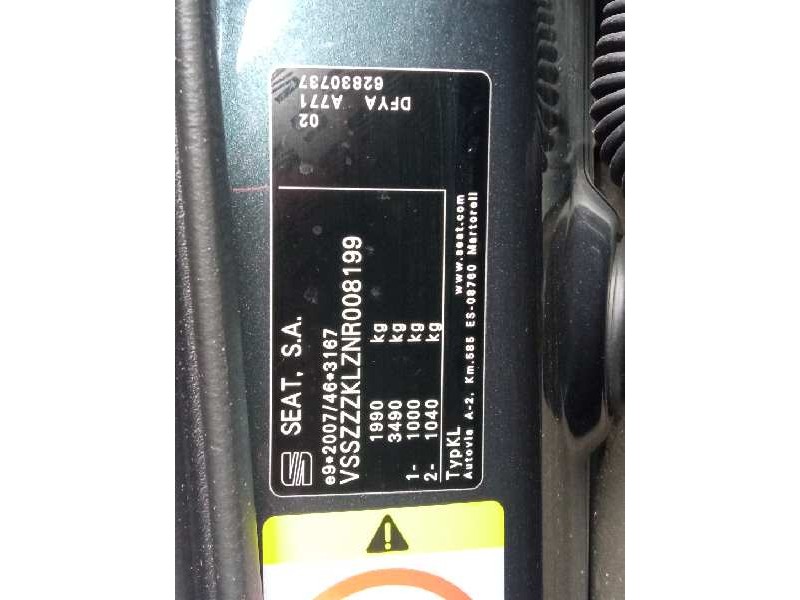 SEAT, S.A.
e9*2007/46*3167
VSSZZZKLZNR008199
1990 kg
3490 kg
1- 1000 kg
2- 1040 kg
TypKL
www.seat.com
Autovia A-2, Km.585 ES-08760 Martorell
02
DFYA A771
62830737